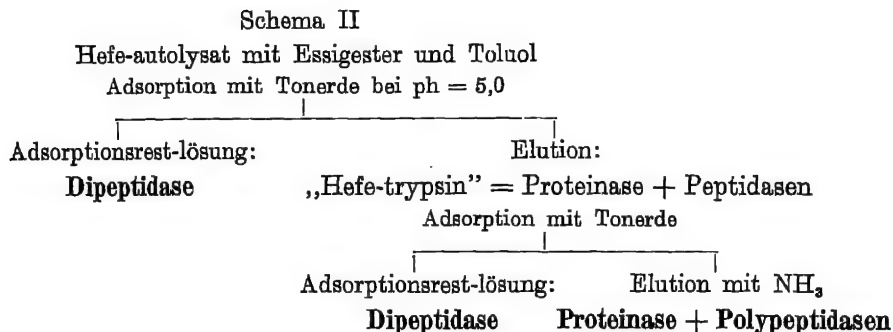 Schema II
Hefe-autolysat mit Essigester und Toluol
Adsorption mit Tonerde bei ph = 5,0
Adsorptionsrest-lösung: Elution:
Dipeptidase „Hefe-trypsin” = Proteinase + Peptidasen
Adsorption mit Tonerde
Adsorptionsrest-lösung: Elution mit NH₃
Dipeptidase Proteinase + Polypeptidasen